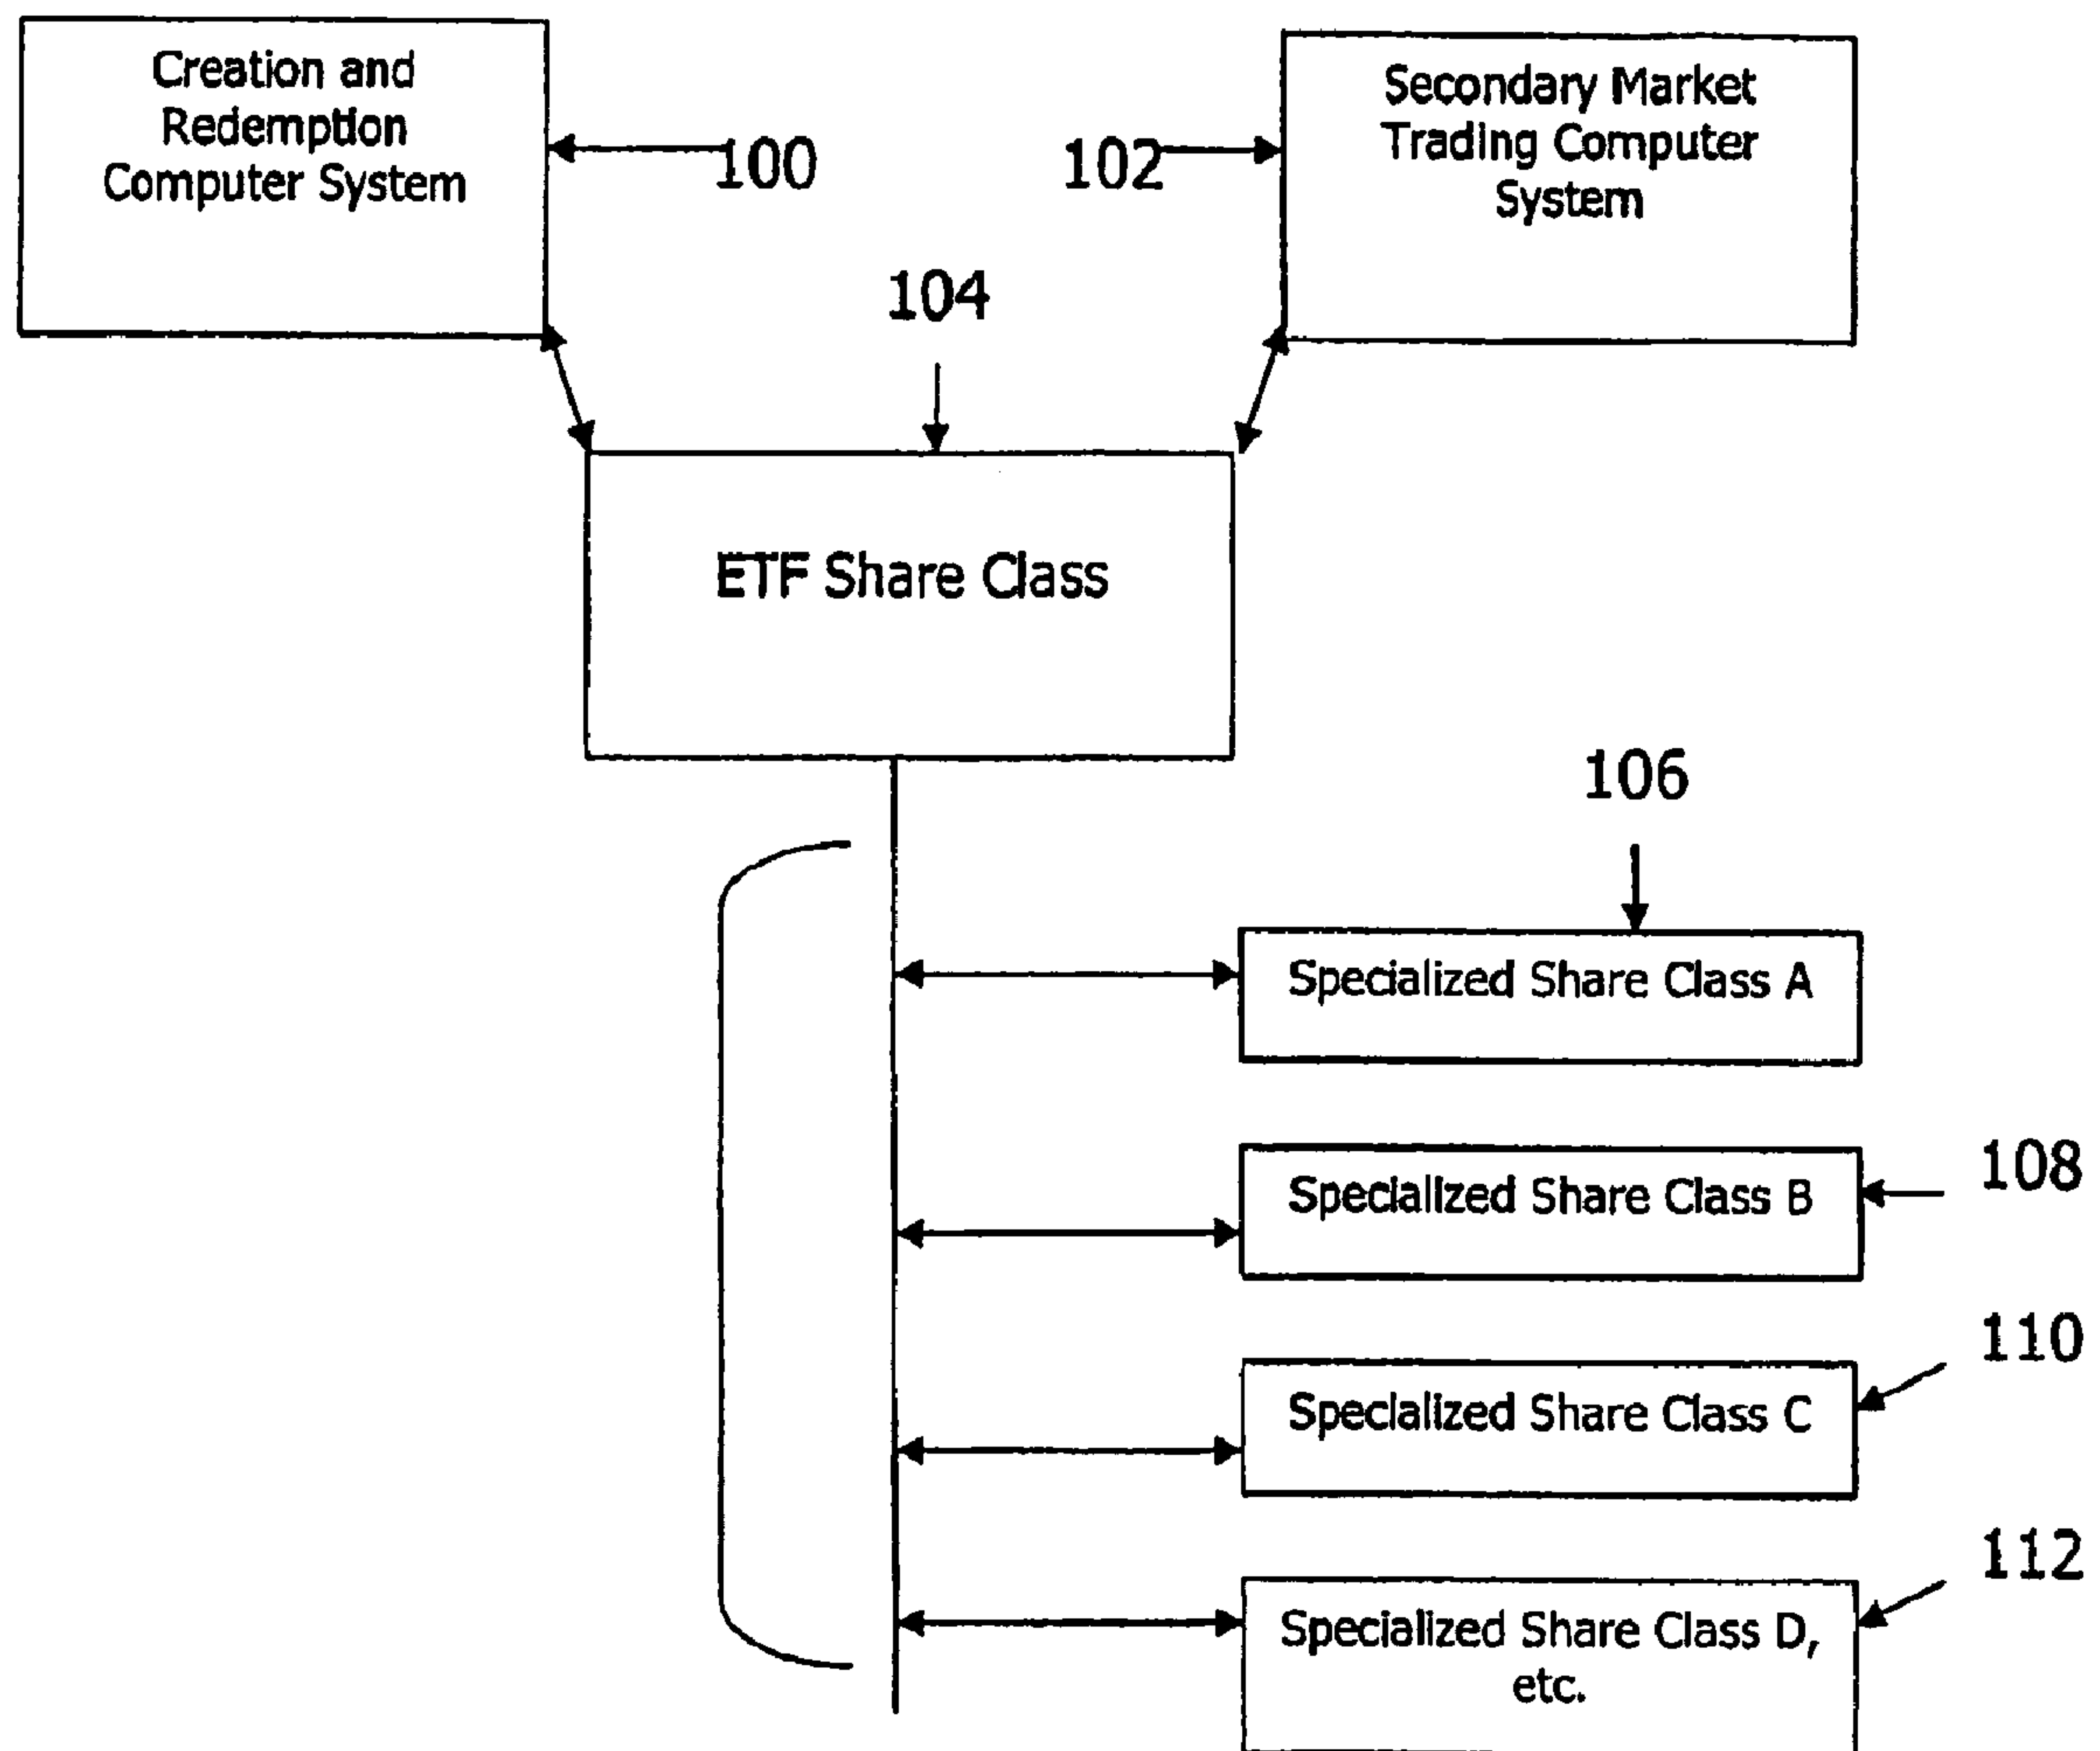 Creation and
Redemption
Computer System
100
102
Secondary Market
Trading Computer
System
104
ETF Share Class
106
Specialized Share Class A
Specialized Share Class B
108
Specialized Share Class C
110
Specialized Share Class D,
etc.
112